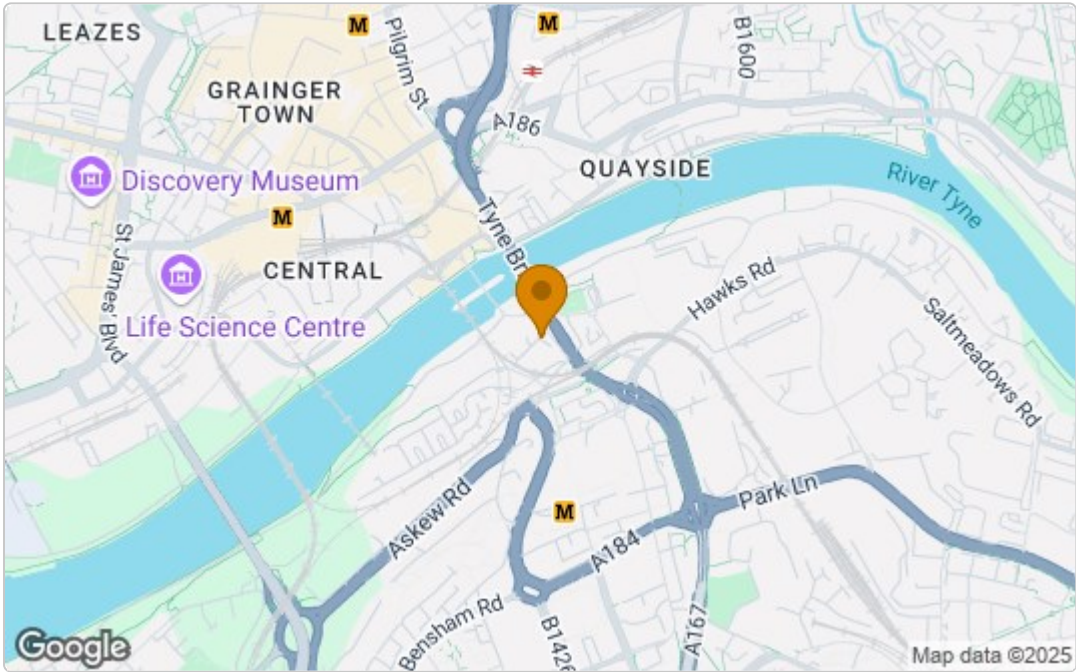 LEAZES
M
M
Pilgrim St
B1600
GRAINGER
TOWN
A186
QUAYSIDE
Discovery Museum
River Tyne
M
St James' Blvd
Tyne Br
CENTRAL
Hawks Rd
Life Science Centre
Saltmeadows Rd
Askew Rd
Park Ln
M
A184
Bensham Rd
B1426
A167
Google
Map data ©2025